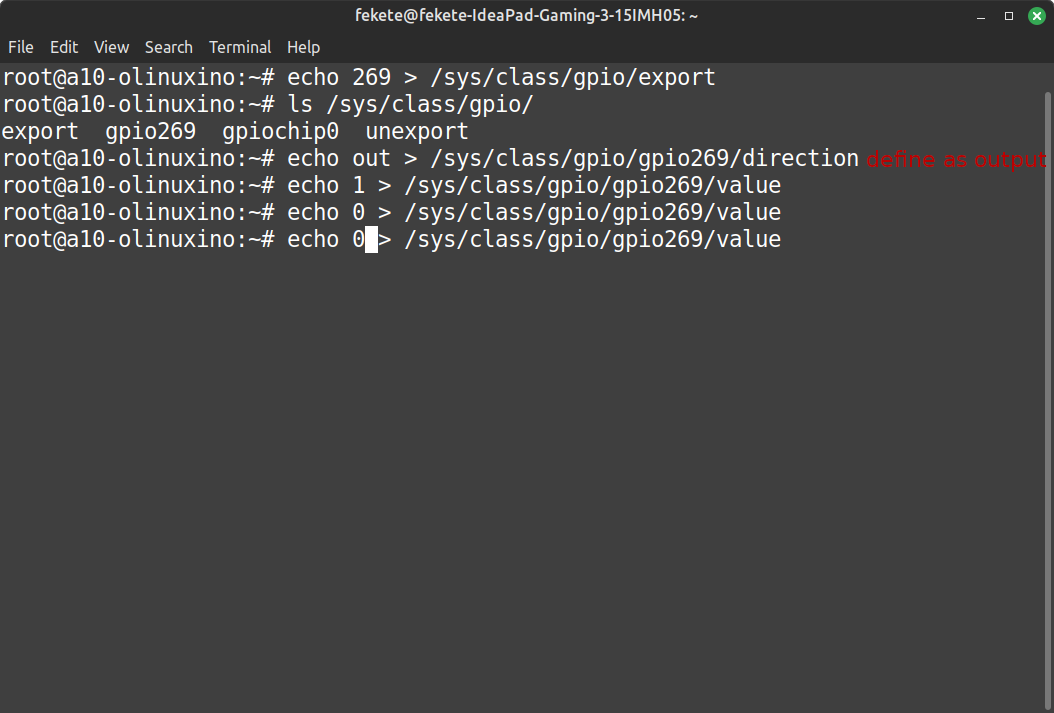 fekete@fekete-IdeaPad-Gaming-3-15IMH05: ~
File Edit View Search Terminal Help
root@a10-olinuxino:~# echo 269 > /sys/class/gpio/export
root@a10-olinuxino:~# ls /sys/class/gpio/
export  gpio269  gpiochip0  unexport
root@a10-olinuxino:~# echo out > /sys/class/gpio/gpio269/direction define as output
root@a10-olinuxino:~# echo 1 > /sys/class/gpio/gpio269/value
root@a10-olinuxino:~# echo 0 > /sys/class/gpio/gpio269/value
root@a10-olinuxino:~# echo 0 > /sys/class/gpio/gpio269/value